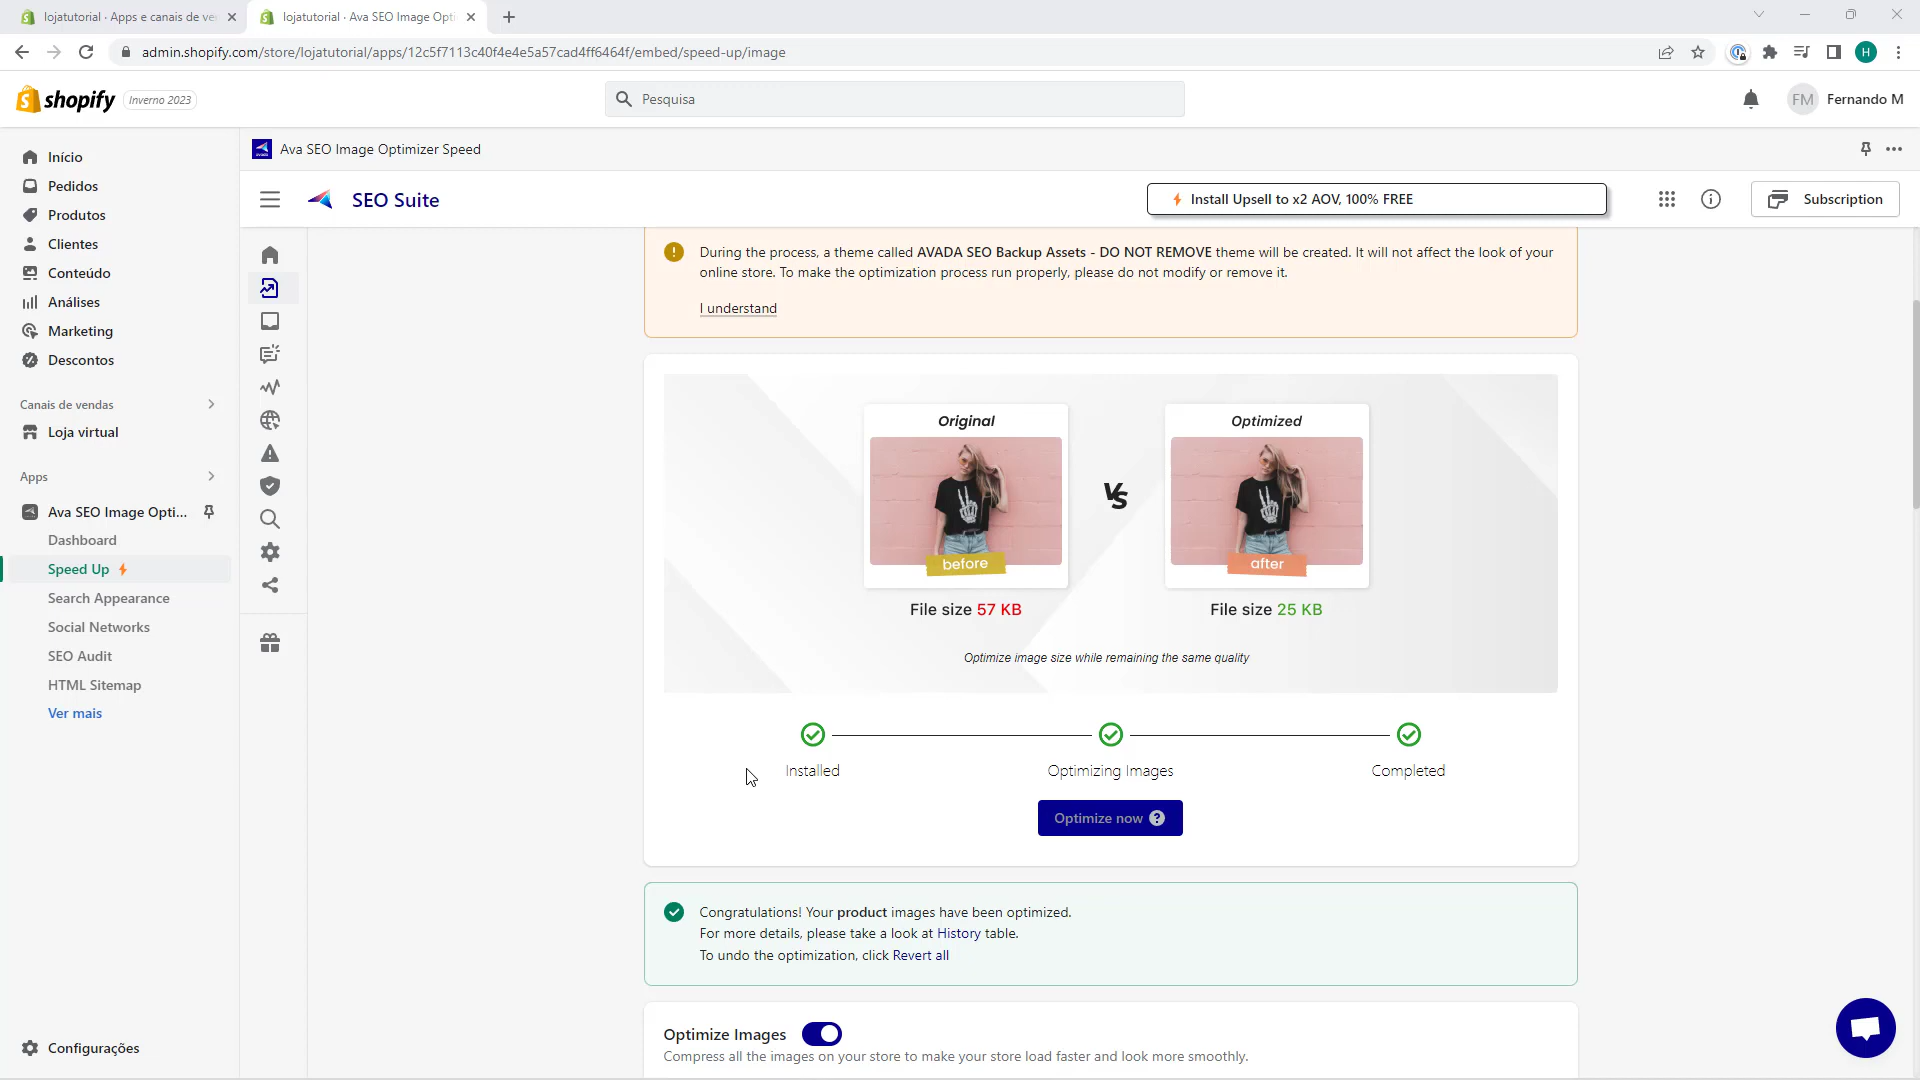 lojatutorial · Apps e canais de ve
lojatutorial · Ava SEO Image Opti
admin.shopify.com/store/lojatutorial/apps/12c5f7113c40f4e4e5a57cad4ff6464f/embed/speed-up/image
H
shopify
Inverno 2023
Pesquisa
FM
Fernando M
Início
Pedidos
Produtos
Clientes
Conteúdo
Análises
Marketing
Descontos
Canais de vendas
Loja virtual
Apps
Ava SEO Image Opti...
Dashboard
Speed Up
Search Appearance
Social Networks
SEO Audit
HTML Sitemap
Ver mais
Configurações
Ava SEO Image Optimizer Speed
SEO Suite
Install Upsell to x2 AOV, 100% FREE
Subscription
During the process, a theme called AVADA SEO Backup Assets - DO NOT REMOVE theme will be created. It will not affect the look of your
online store. To make the optimization process run properly, please do not modify or remove it.
I understand
Original
Optimized
VS
before
after
File size 57 KB
File size 25 KB
Optimize image size while remaining the same quality
Installed
Optimizing Images
Completed
Optimize now ?
Congratulations! Your product images have been optimized.
For more details, please take a look at History table.
To undo the optimization, click Revert all
Optimize Images
Compress all the images on your store to make your store load faster and look more smoothly.